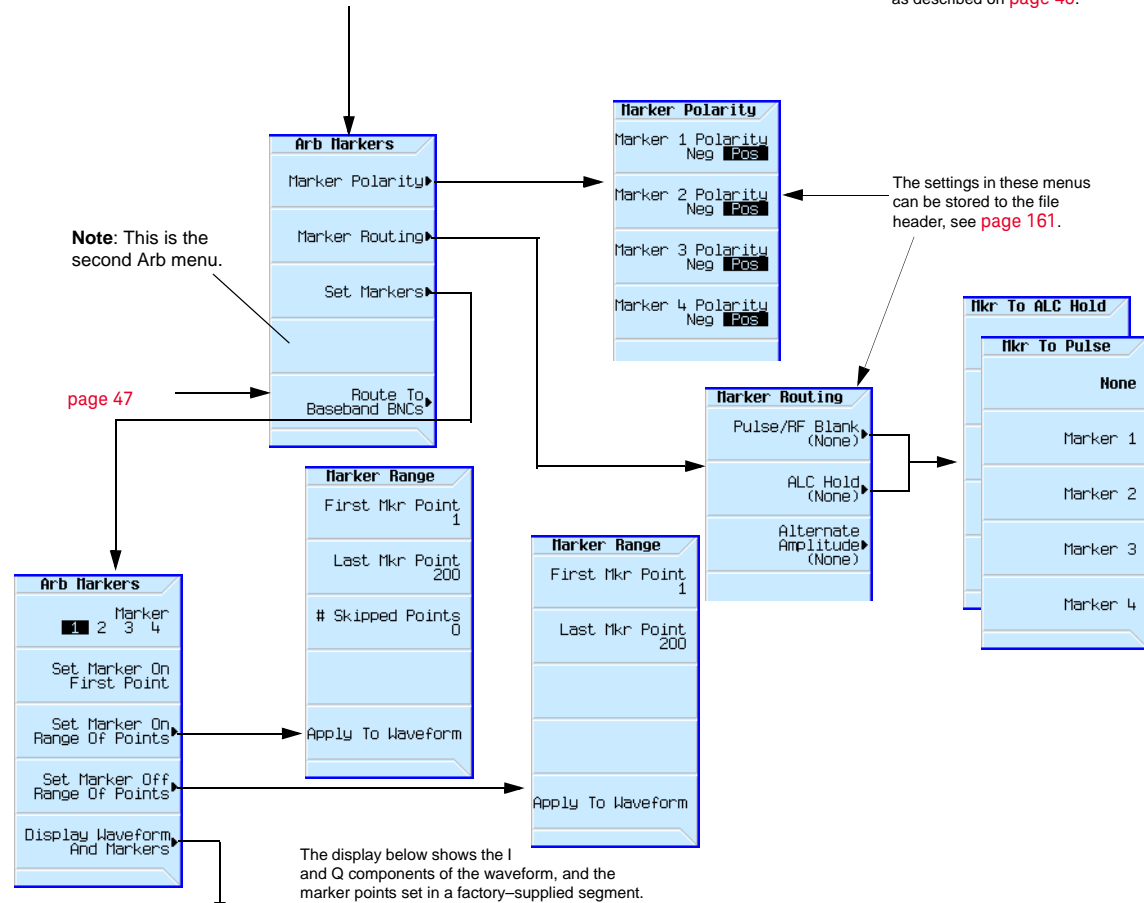 as described on page 48.
Arb Markers
Marker Polarity
Marker Routing
Set Markers
Route To
Baseband BNCs
Note: This is the
second Arb menu.
page 47
Marker Polarity
Marker 1 Polarity
Neg Pos
Marker 2 Polarity
Neg Pos
Marker 3 Polarity
Neg Pos
Marker 4 Polarity
Neg Pos
The settings in these menus
can be stored to the file
header, see page 161.
Marker Routing
Pulse/RF Blank
(None)
ALC Hold
(None)
Alternate
Amplitude
(None)
Mkr To ALC Hold
Mkr To Pulse
None
Marker 1
Marker 2
Marker 3
Marker 4
Marker Range
First Mkr Point
1
Last Mkr Point
200
# Skipped Points
0
Apply To Waveform
Marker Range
First Mkr Point
1
Last Mkr Point
200
Apply To Waveform
Arb Markers
Marker
1 2 3 4
Set Marker On
First Point
Set Marker On
Range Of Points
Set Marker Off
Range Of Points
Display Waveform
And Markers
The display below shows the I
and Q components of the waveform, and the
marker points set in a factory–supplied segment.